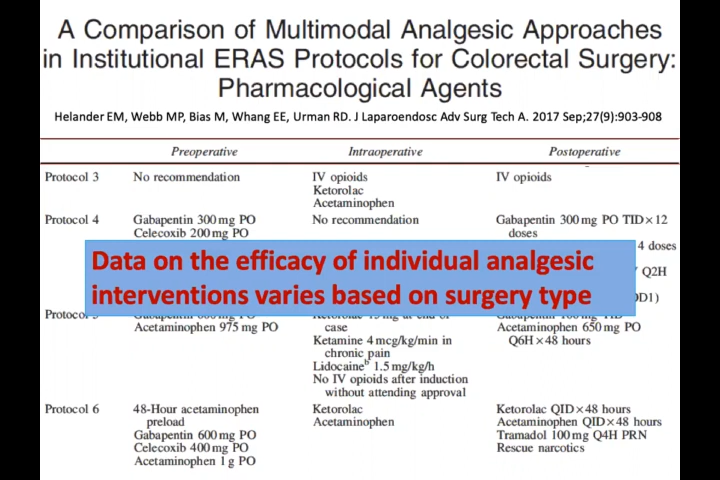 A Comparison of Multimodal Analgesic Approaches
in Institutional ERAS Protocols for Colorectal Surgery:
Pharmacological Agents
Helander EM, Webb MP, Bias M, Whang EE, Urman RD. J Laparoendosc Adv Surg Tech A. 2017 Sep;27(9):903-908
Preoperative Intraoperative Postoperative
Protocol 3 No recommendation IV opioids IV opioids
Ketorolac
Acetaminophen
Protocol 4 Gabapentin 300 mg PO No recommendation Gabapentin 300 mg PO TID×12
Celecoxib 200 mg PO doses
4 doses
Data on the efficacy of individual analgesic
Q2H
interventions varies based on surgery type
OD1)
Acetaminophen 975 mg PO case Acetaminophen 650 mg PO
Ketamine 4 mcg/kg/min in Q6H×48 hours
chronic pain
Lidocaineᵇ 1.5 mg/kg/h
No IV opioids after induction
without attending approval
Protocol 6 48-Hour acetaminophen Ketorolac Ketorolac QID×48 hours
preload Acetaminophen Acetaminophen QID×48 hours
Gabapentin 600 mg PO Tramadol 100 mg Q4H PRN
Celecoxib 400 mg PO Rescue narcotics
Acetaminophen 1 g PO